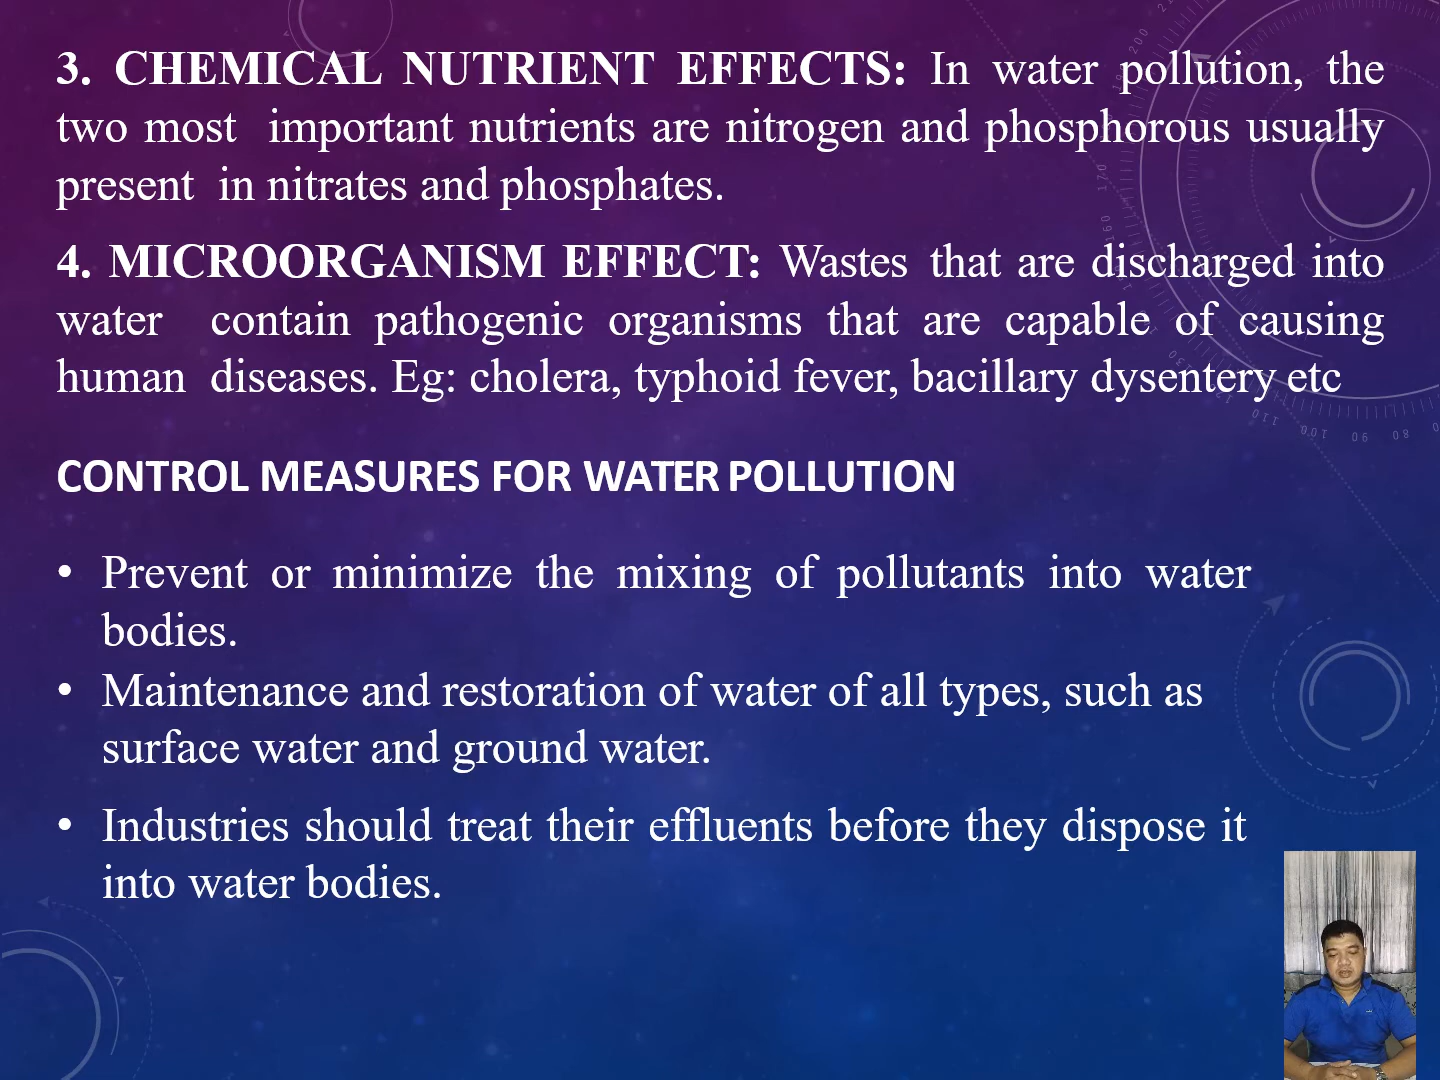 3. CHEMICAL NUTRIENT EFFECTS: In water pollution, the
two most important nutrients are nitrogen and phosphorous usually
present in nitrates and phosphates.
4. MICROORGANISM EFFECT: Wastes that are discharged into
water contain pathogenic organisms that are capable of causing
human diseases. Eg: cholera, typhoid fever, bacillary dysentery etc
CONTROL MEASURES FOR WATER POLLUTION
• Prevent or minimize the mixing of pollutants into water
bodies.
• Maintenance and restoration of water of all types, such as
surface water and ground water.
• Industries should treat their effluents before they dispose it
into water bodies.